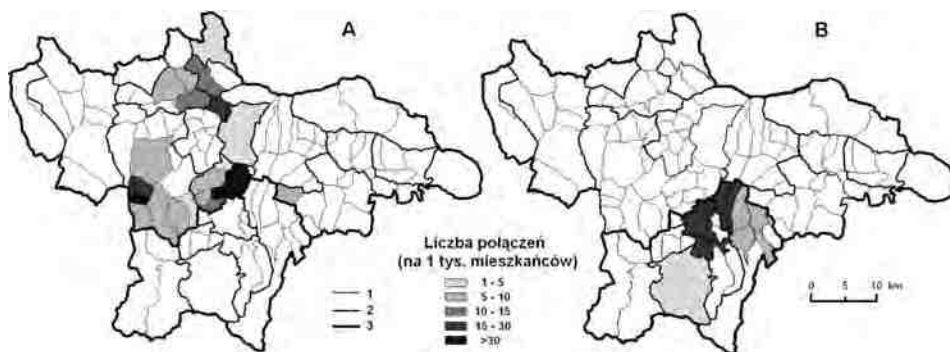 A
B
Liczba połączeń
(na 1 tys. mieszkańców)
1 - 5
5 - 10
10 - 15
15 - 30
>30
1
2
3
0 5 10 km